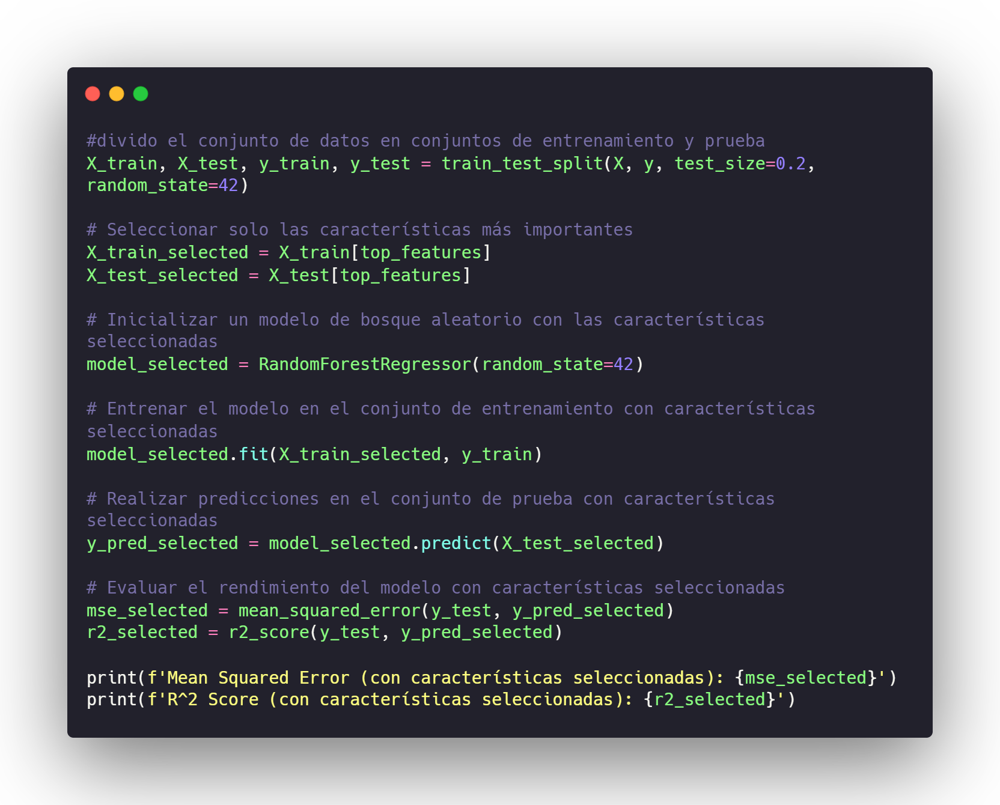 #divido el conjunto de datos en conjuntos de entrenamiento y prueba
X_train, X_test, y_train, y_test = train_test_split(X, y, test_size=0.2,
random_state=42)
# Seleccionar solo las características más importantes
X_train_selected = X_train[top_features]
X_test_selected = X_test[top_features]
# Inicializar un modelo de bosque aleatorio con las características
seleccionadas
model_selected = RandomForestRegressor(random_state=42)
# Entrenar el modelo en el conjunto de entrenamiento con características
seleccionadas
model_selected.fit(X_train_selected, y_train)
# Realizar predicciones en el conjunto de prueba con características
seleccionadas
y_pred_selected = model_selected.predict(X_test_selected)
# Evaluar el rendimiento del modelo con características seleccionadas
mse_selected = mean_squared_error(y_test, y_pred_selected)
r2_selected = r2_score(y_test, y_pred_selected)
print(f'Mean Squared Error (con características seleccionadas): {mse_selected}')
print(f'R^2 Score (con características seleccionadas): {r2_selected}')